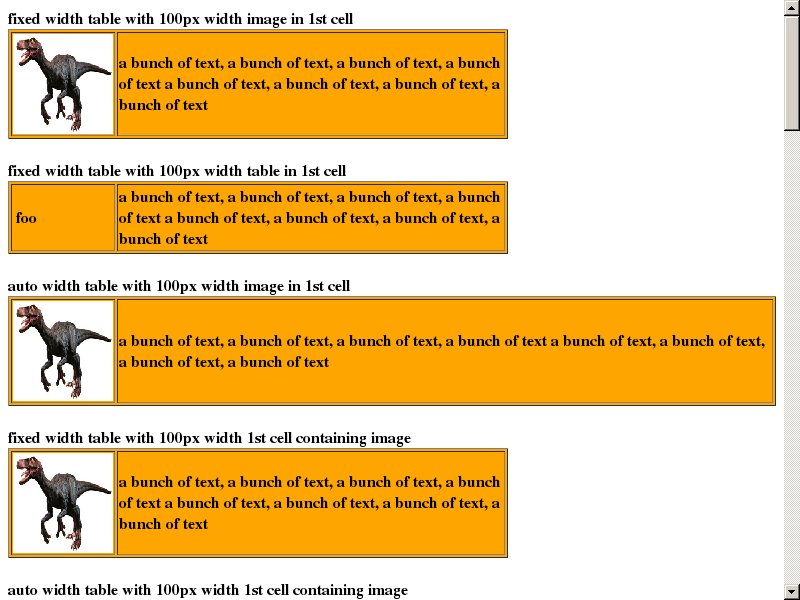 fixed width table with 100px width image in 1st cell
a bunch of text, a bunch of text, a bunch of text, a bunch
of text a bunch of text, a bunch of text, a bunch of text, a
bunch of text
fixed width table with 100px width table in 1st cell
foo
a bunch of text, a bunch of text, a bunch of text, a bunch
of text a bunch of text, a bunch of text, a bunch of text, a
bunch of text
auto width table with 100px width image in 1st cell
a bunch of text, a bunch of text, a bunch of text, a bunch of text a bunch of text, a bunch of text,
a bunch of text, a bunch of text
fixed width table with 100px width 1st cell containing image
a bunch of text, a bunch of text, a bunch of text, a bunch
of text a bunch of text, a bunch of text, a bunch of text, a
bunch of text
auto width table with 100px width 1st cell containing image